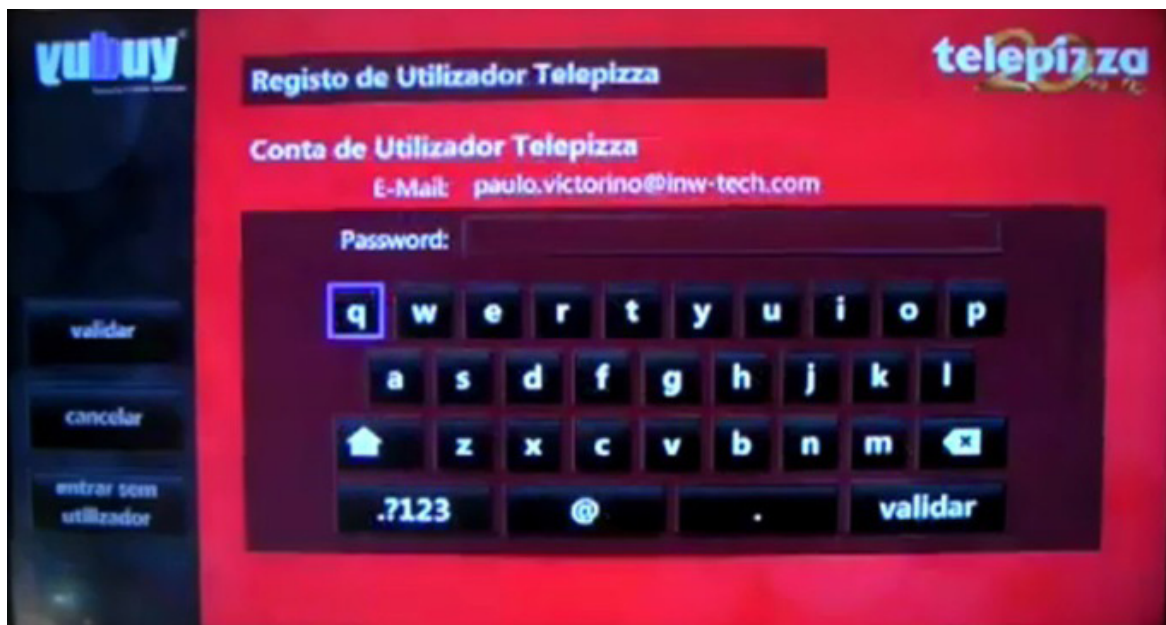 yubuy
telepizza
20
Registo de Utilizador Telepizza
Conta de Utilizador Telepizza
E-Mail: paulo.victorino@inw-tech.com
Password:
q w e r t y u i o p
a s d f g h j k l
z x c v b n m
.?123 @ . validar
validar
cancelar
entrar sem
utilizador